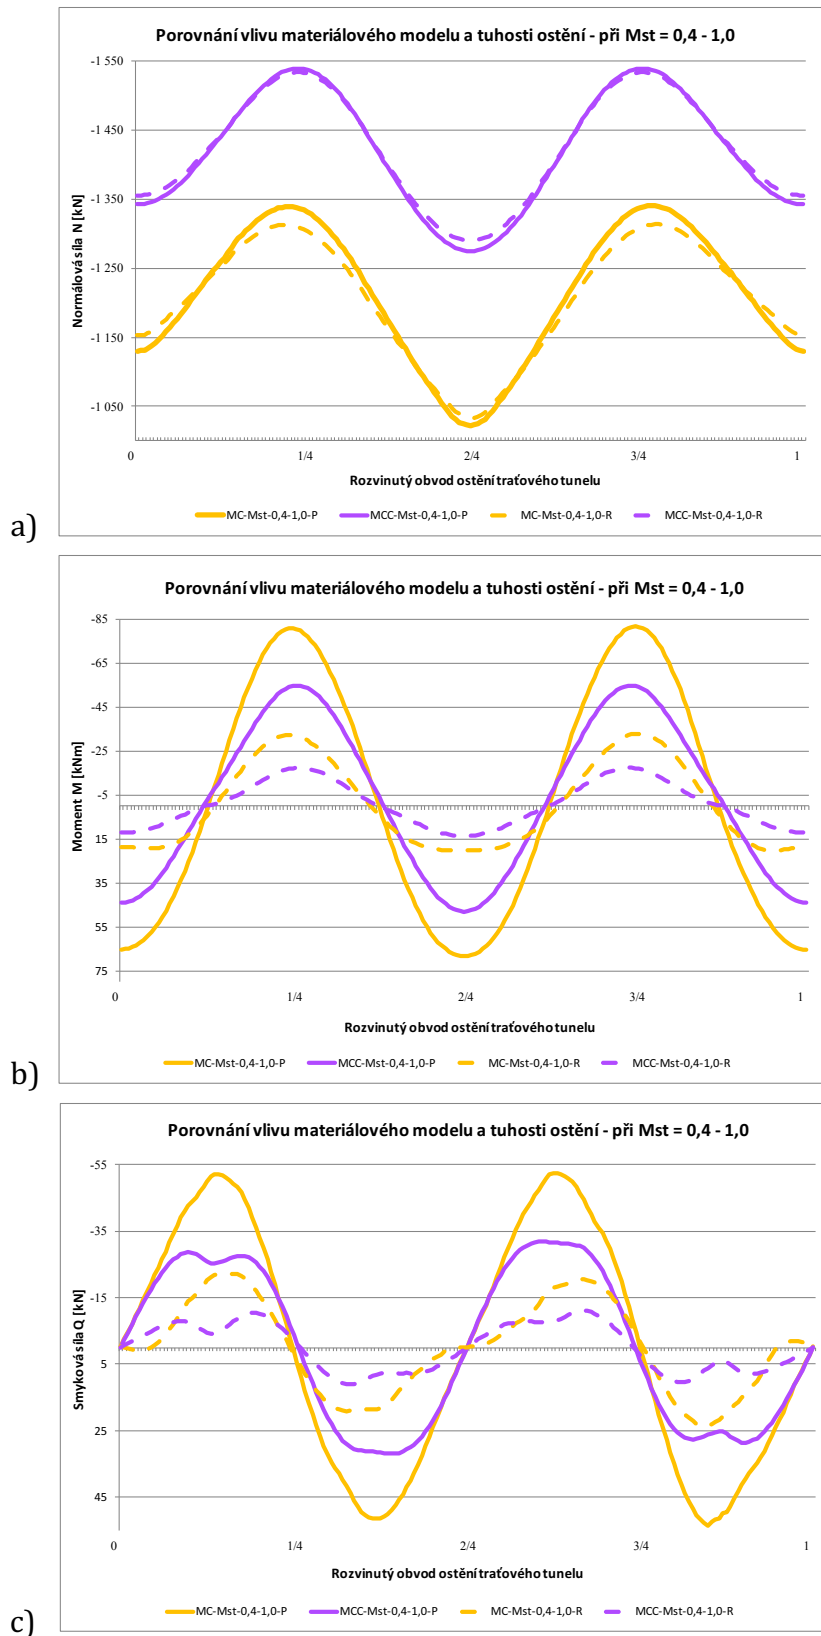 Porovnání vlivu materiálového modelu a tuhosti ostění - při Mst = 0,4 - 1,0
Normálová síla N [kN]
-1 550
-1 450
-1 350
-1 250
-1 150
-1 050
0 1/4 2/4 3/4 1
Rozvinutý obvod ostění traťového tunelu
MC-Mst-0,4-1,0-P MCC-Mst-0,4-1,0-P MC-Mst-0,4-1,0-R MCC-Mst-0,4-1,0-R
a)
Porovnání vlivu materiálového modelu a tuhosti ostění - při Mst = 0,4 - 1,0
Moment M [kNm]
-85
-65
-45
-25
-5
15
35
55
75
0 1/4 2/4 3/4 1
Rozvinutý obvod ostění traťového tunelu
MC-Mst-0,4-1,0-P MCC-Mst-0,4-1,0-P MC-Mst-0,4-1,0-R MCC-Mst-0,4-1,0-R
b)
Porovnání vlivu materiálového modelu a tuhosti ostění - při Mst = 0,4 - 1,0
Smyková síla Q [kN]
-55
-35
-15
5
25
45
0 1/4 2/4 3/4 1
Rozvinutý obvod ostění traťového tunelu
MC-Mst-0,4-1,0-P MCC-Mst-0,4-1,0-P MC-Mst-0,4-1,0-R MCC-Mst-0,4-1,0-R
c)